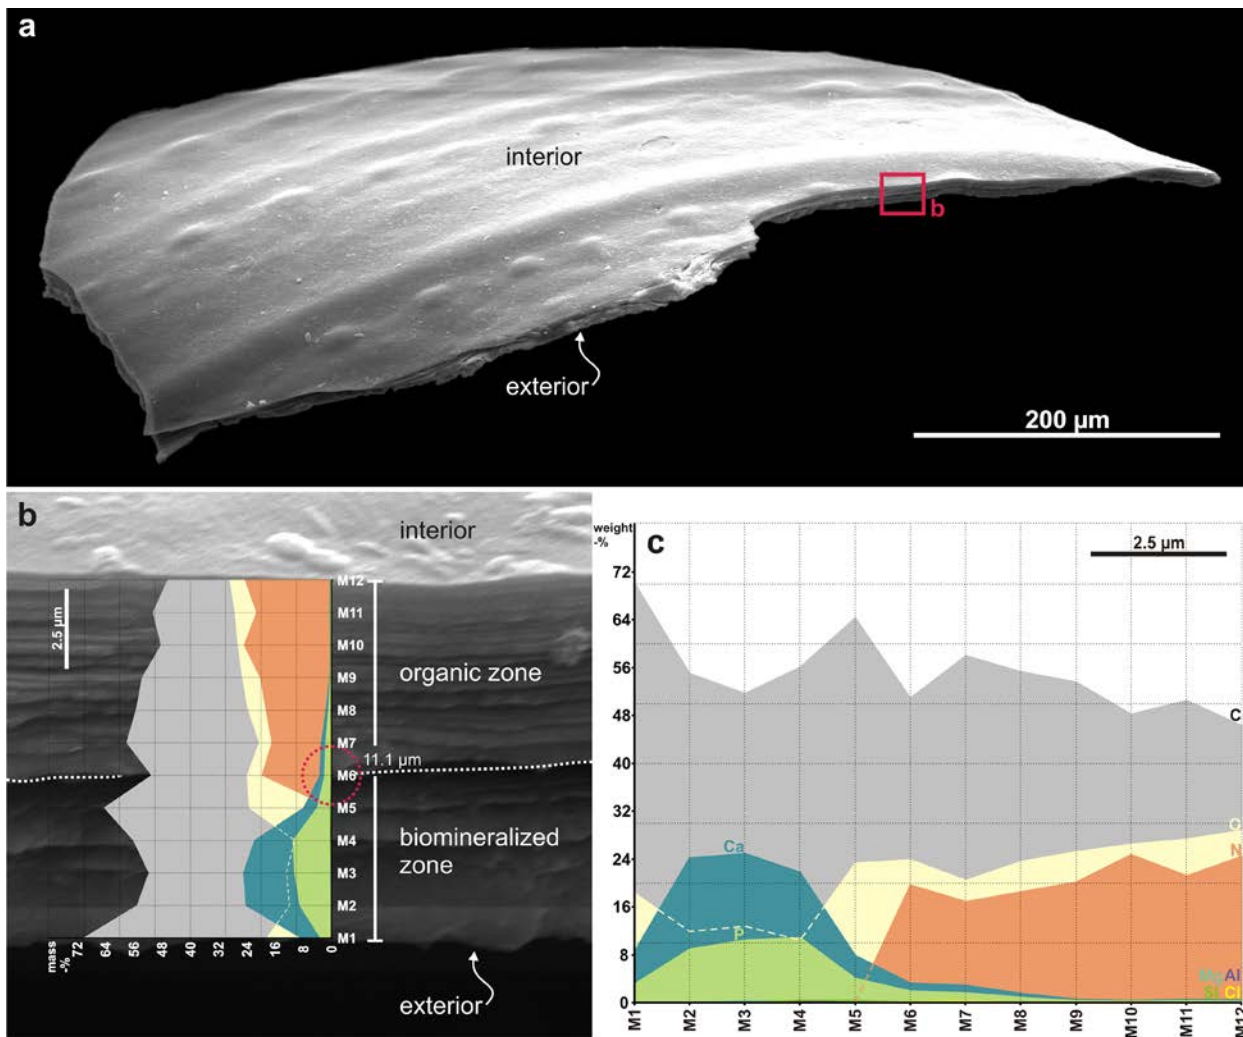 a
interior
b
exterior
200 µm
b
interior
2.5 µm
M12
M11
M10
M9
M8
M7
M6
M5
M4
M3
M2
M1
organic zone
11.1 µm
biomineralized
zone
exterior
mass
-%
72
64
56
48
40
32
24
16
8
0
c
weight
-%
2.5 µm
72
64
56
48
40
32
24
16
8
0
C
O
N
Ca
P
Mg Al
Si Cl
M1
M2
M3
M4
M5
M6
M7
M8
M9
M10
M11
M12